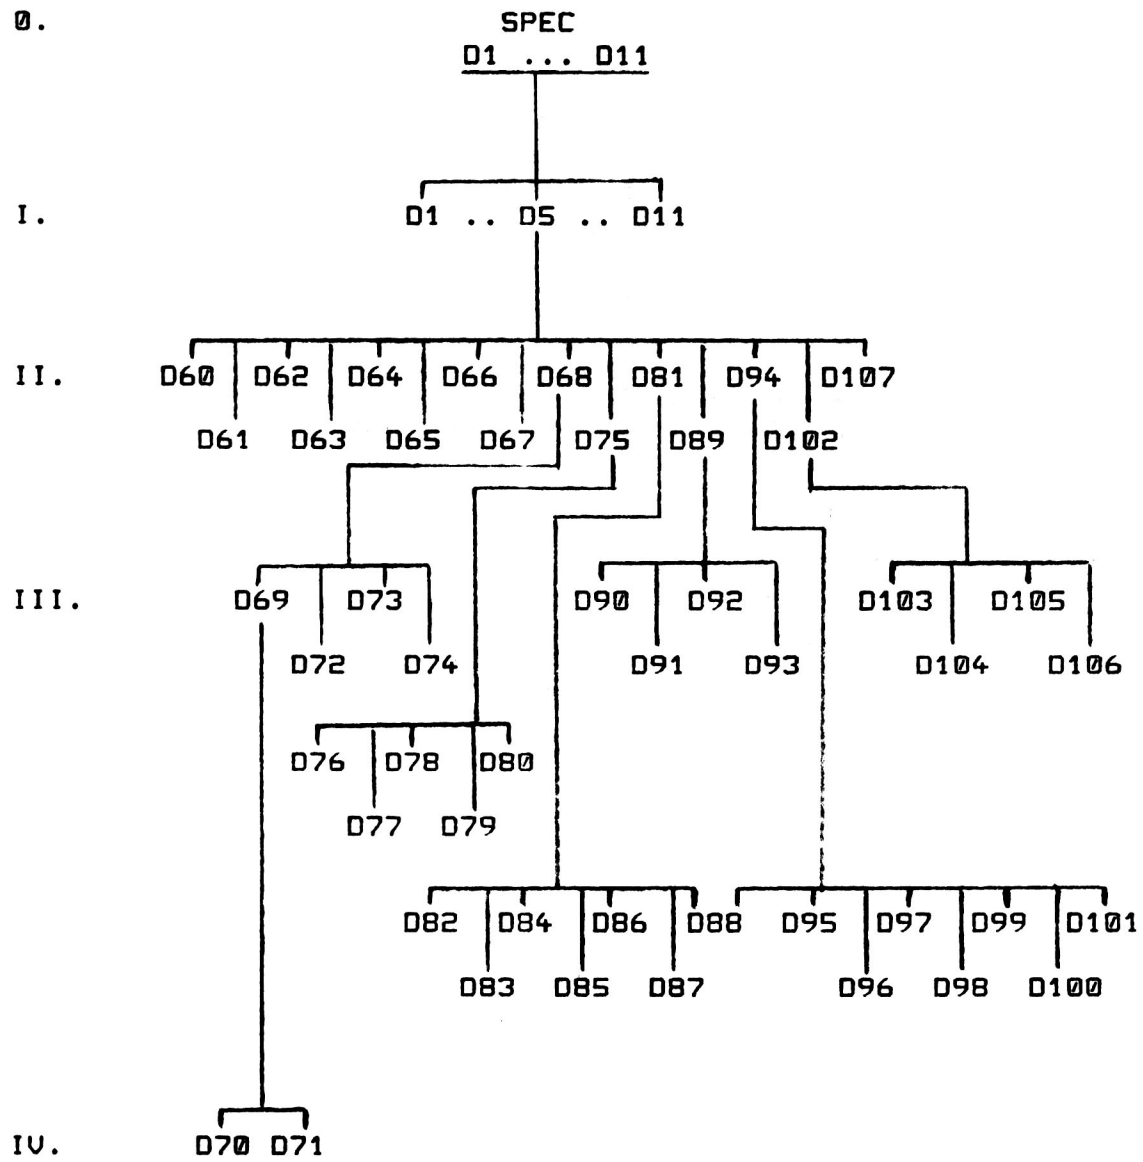 0. SPEC
D1 ... D11
I. D1 .. D5 .. D11
II. D60 D62 D64 D66 D68 D81 D94 D107
D61 D63 D65 D67 D75 D89 D102
III. D69 D73 D90 D92 D103 D105
D72 D74 D91 D93 D104 D106
D76 D78 D80
D77 D79
D82 D84 D86 D88 D95 D97 D99 D101
D83 D85 D87 D96 D98 D100
IV. D70 D71